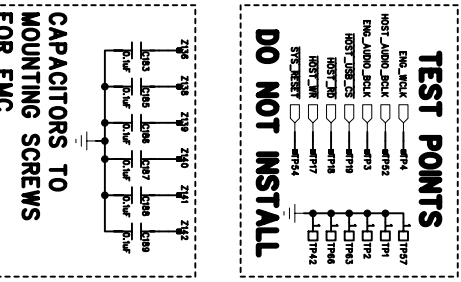 TEST POINTS
ENG_WCLK TP4
HOST_AUDIO_BCLK TP52
ENG_AUDIO_BCLK TP3
HOST_USB_CS TP19
HOST_RD TP18
HOST_WR TP17
SYS_RESET TP54
TP57
TP1
TP2
TP63
TP66
TP42
DO NOT INSTALL
Z136
C183
0.1uF
Z138
C185
0.1uF
Z139
C186
0.1uF
Z140
C187
0.1uF
Z141
C188
0.1uF
Z142
C189
0.1uF
CAPACITORS TO
MOUNTING SCREWS
FOR EMC